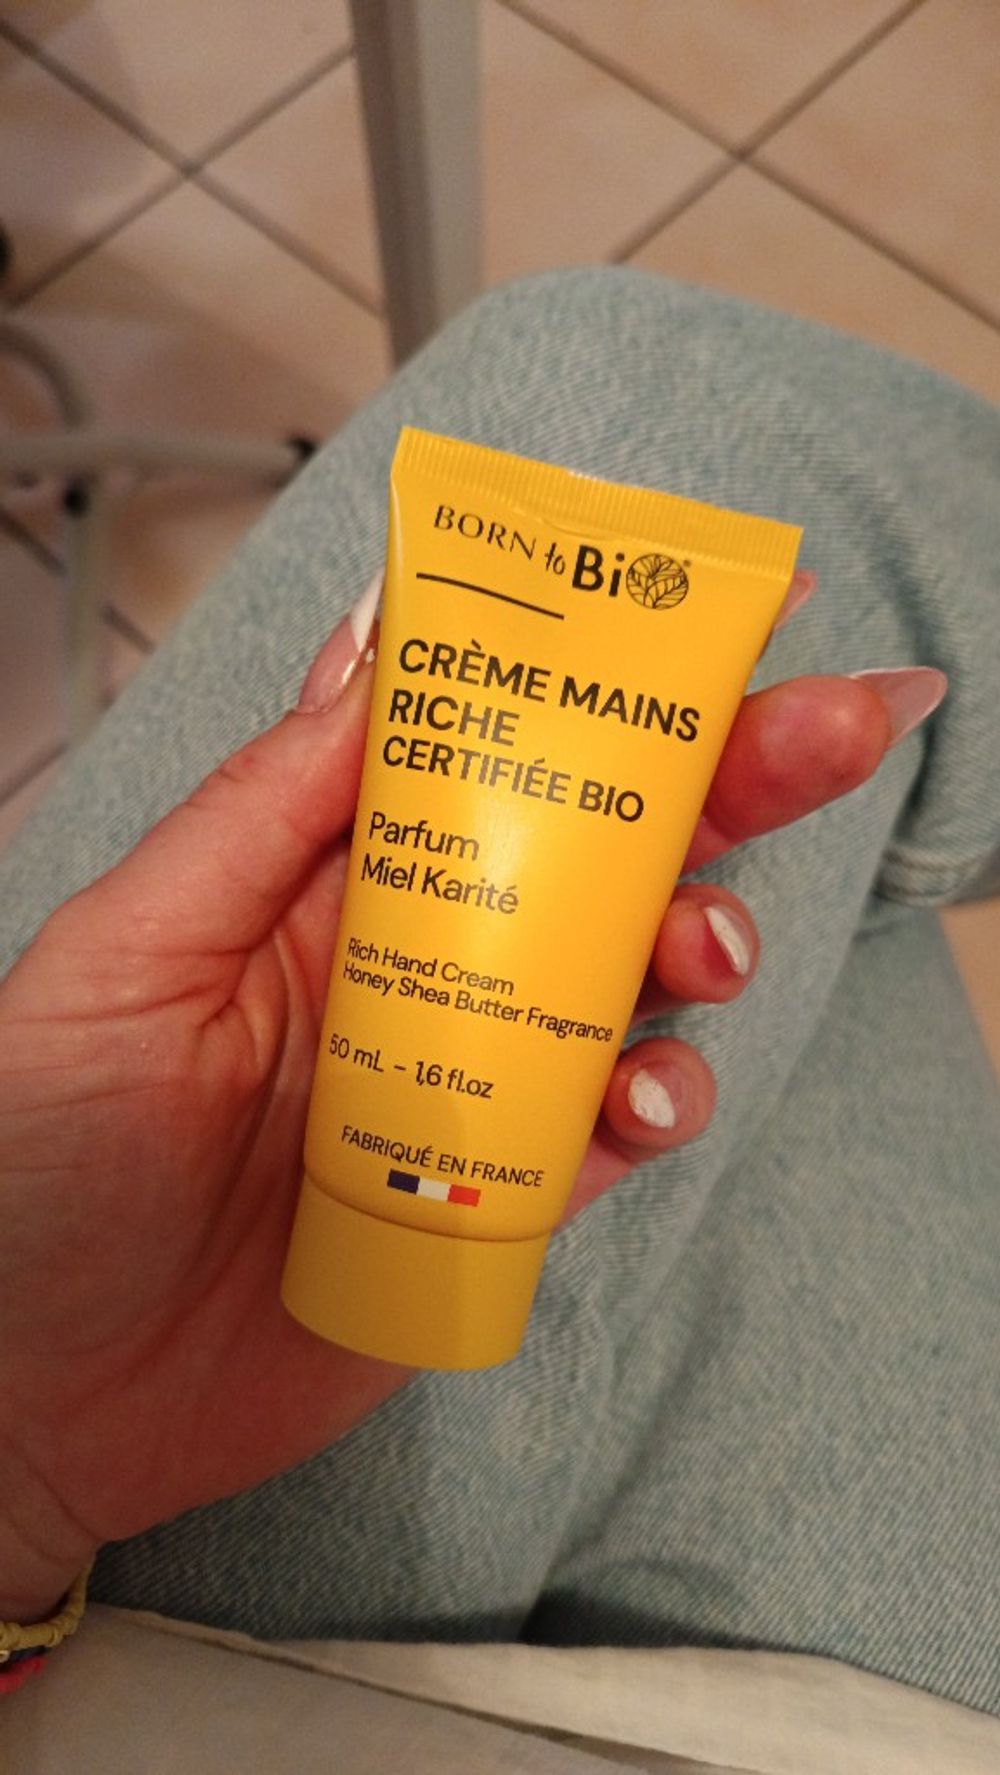 BORN to BiO®
CRÈME MAINS
RICHE
CERTIFIÉE BIO
Parfum
Miel Karité
Rich Hand Cream
Honey Shea Butter Fragrance
50 mL - 1,6 fl.oz
FABRIQUÉ EN FRANCE